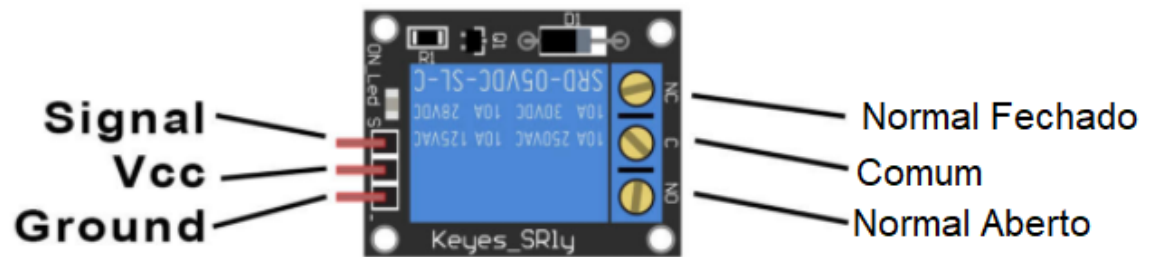 D1
Q1
R1
ON Led
SRD-05VDC-SL-C
10A 30VDC 10A 28VDC
10A 250VAC 10A 125VAC
NC
C
NO
S
-
Signal
Vcc
Ground
Normal Fechado
Comum
Normal Aberto
Keyes_SRly